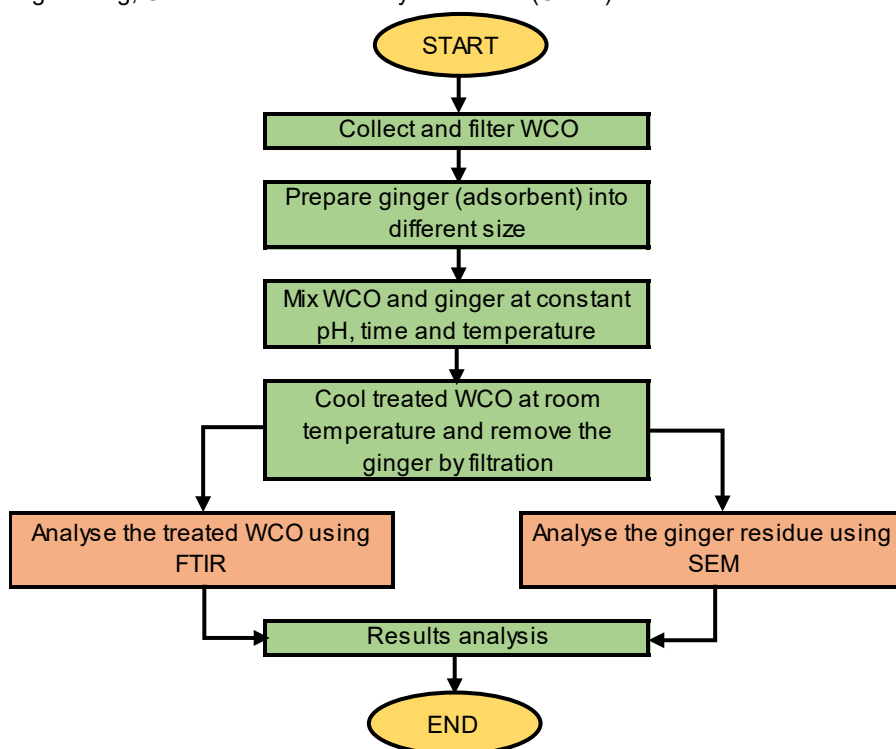 START
Collect and filter WCO
Prepare ginger (adsorbent) into
different size
Mix WCO and ginger at constant
pH, time and temperature
Cool treated WCO at room
temperature and remove the
ginger by filtration
Analyse the treated WCO using
FTIR
Analyse the ginger residue using
SEM
Results analysis
END